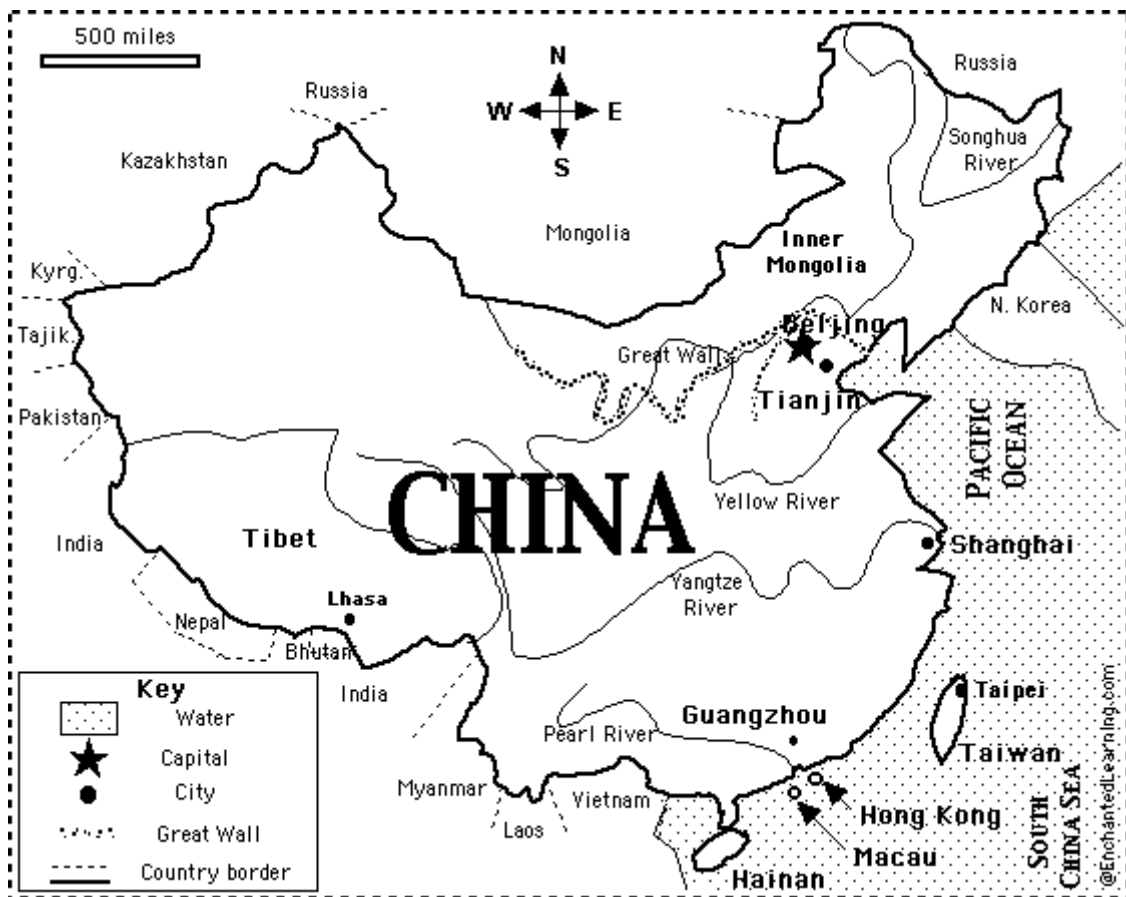 500 miles
N
W E
S
Russia
Russia
Kazakhstan
Songhua
River
Mongolia
Inner
Mongolia
Kyrg.
N. Korea
Tajik.
Beijing
Great Wall
Pakistan
Tianjin
PACIFIC
OCEAN
CHINA
Yellow River
India
Tibet
Shanghai
Yangtze
River
Lhasa
Nepal
Bhutan
India
Key
Water
Capital
City
Great Wall
Country border
Guangzhou
Pearl River
Taipei
Taiwan
Myanmar
Vietnam
Laos
Hong Kong
Macau
Hainan
SOUTH
CHINA SEA
@EnchantedLearning.com